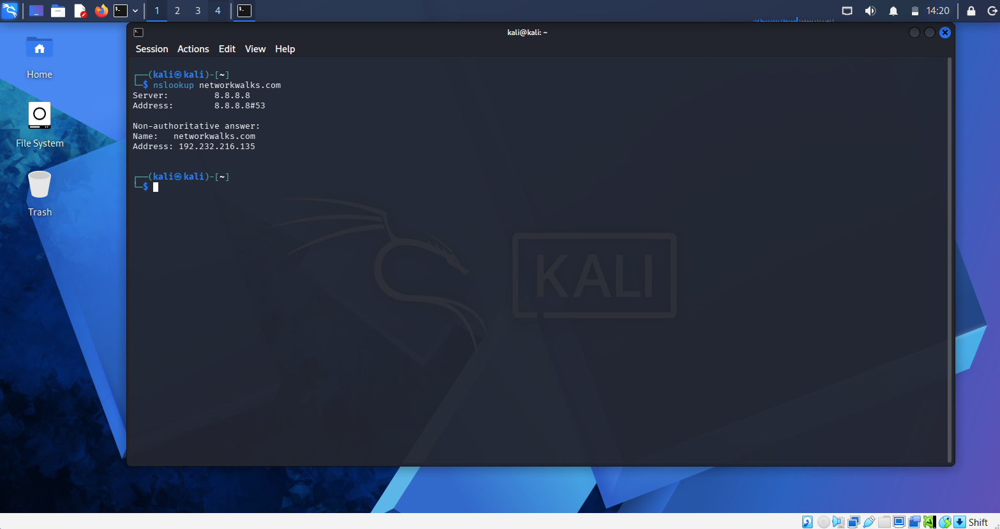 1 2 3 4 14:20
kali@kali: ~
Session Actions Edit View Help
Home
File System
Trash
┌──(kali㉿kali)-[~]
└─$ nslookup networkwalks.com
Server:         8.8.8.8
Address:        8.8.8.8#53
Non-authoritative answer:
Name:   networkwalks.com
Address: 192.232.216.135
┌──(kali㉿kali)-[~]
└─$
KALI
Shift